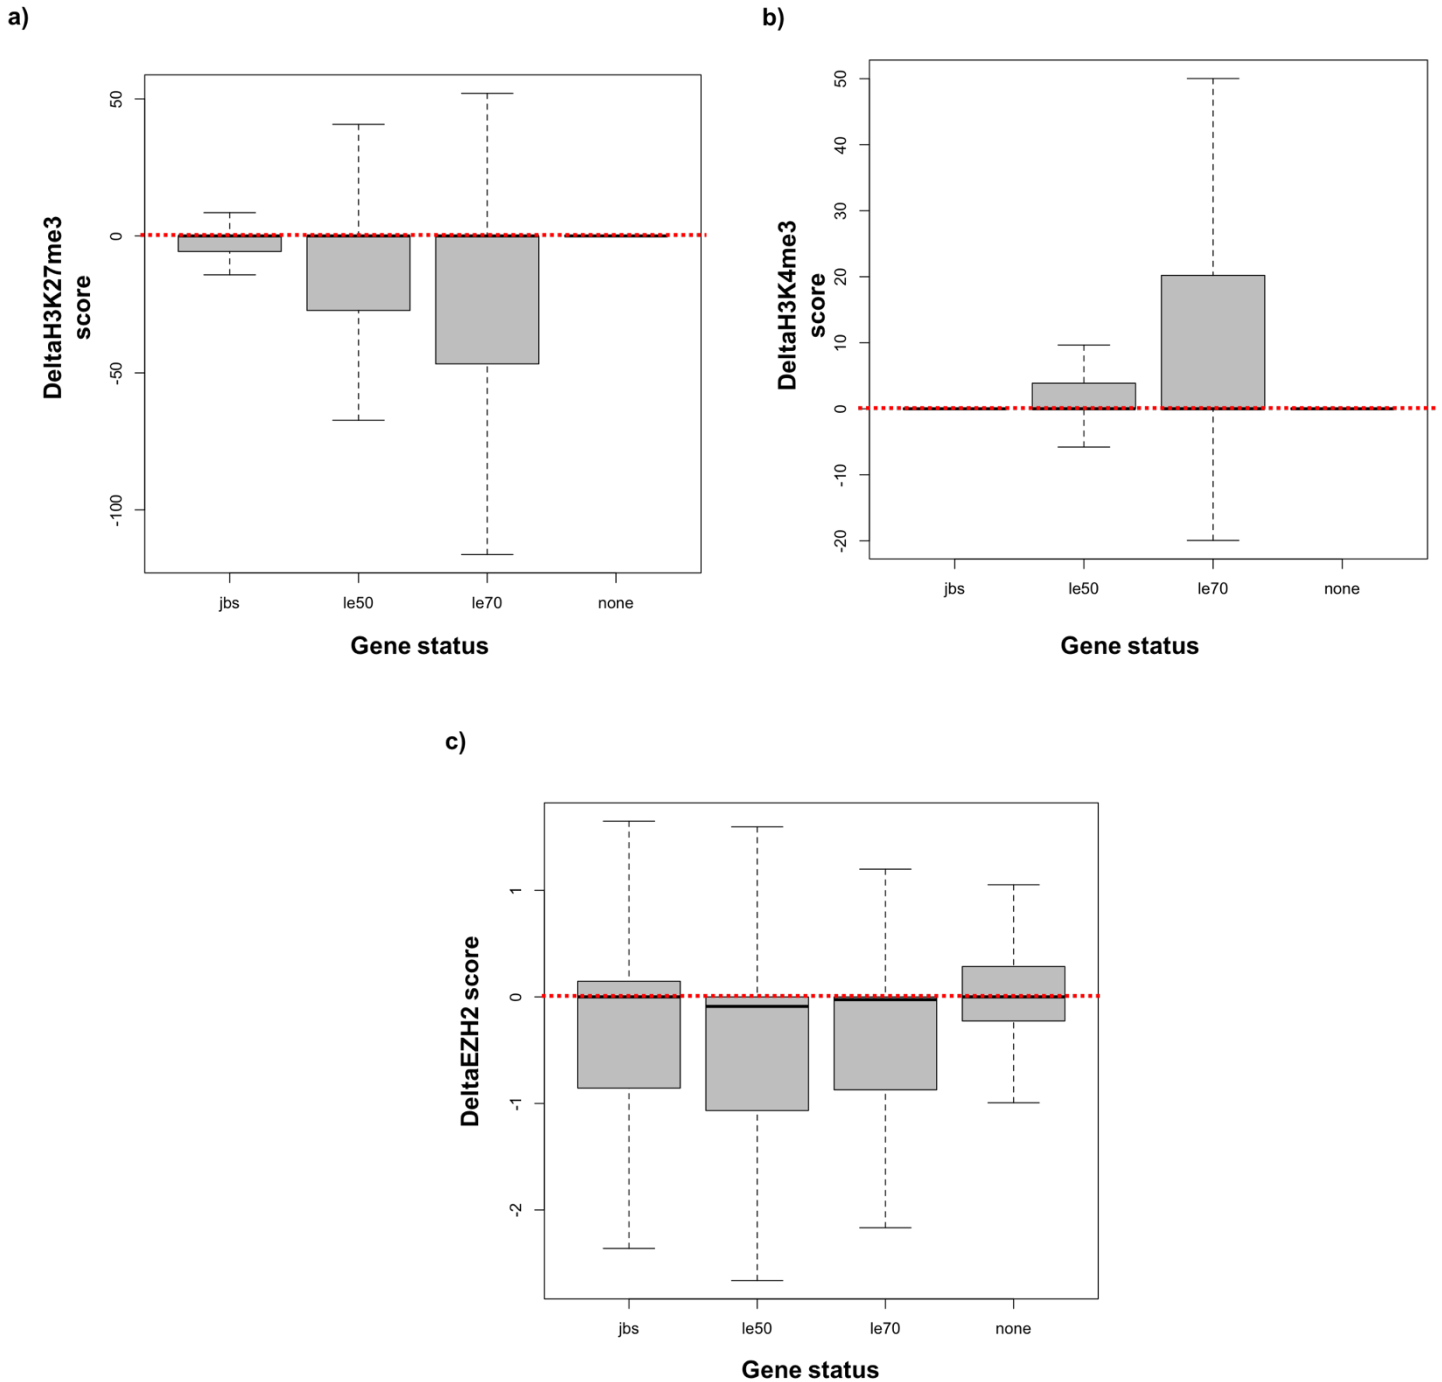 a)
50
0
-50
-100
DeltaH3K27me3
score
jbs le50 le70 none
Gene status
b)
50
40
30
20
10
0
-10
-20
DeltaH3K4me3
score
jbs le50 le70 none
Gene status
c)
1
0
-1
-2
DeltaEZH2 score
jbs le50 le70 none
Gene status